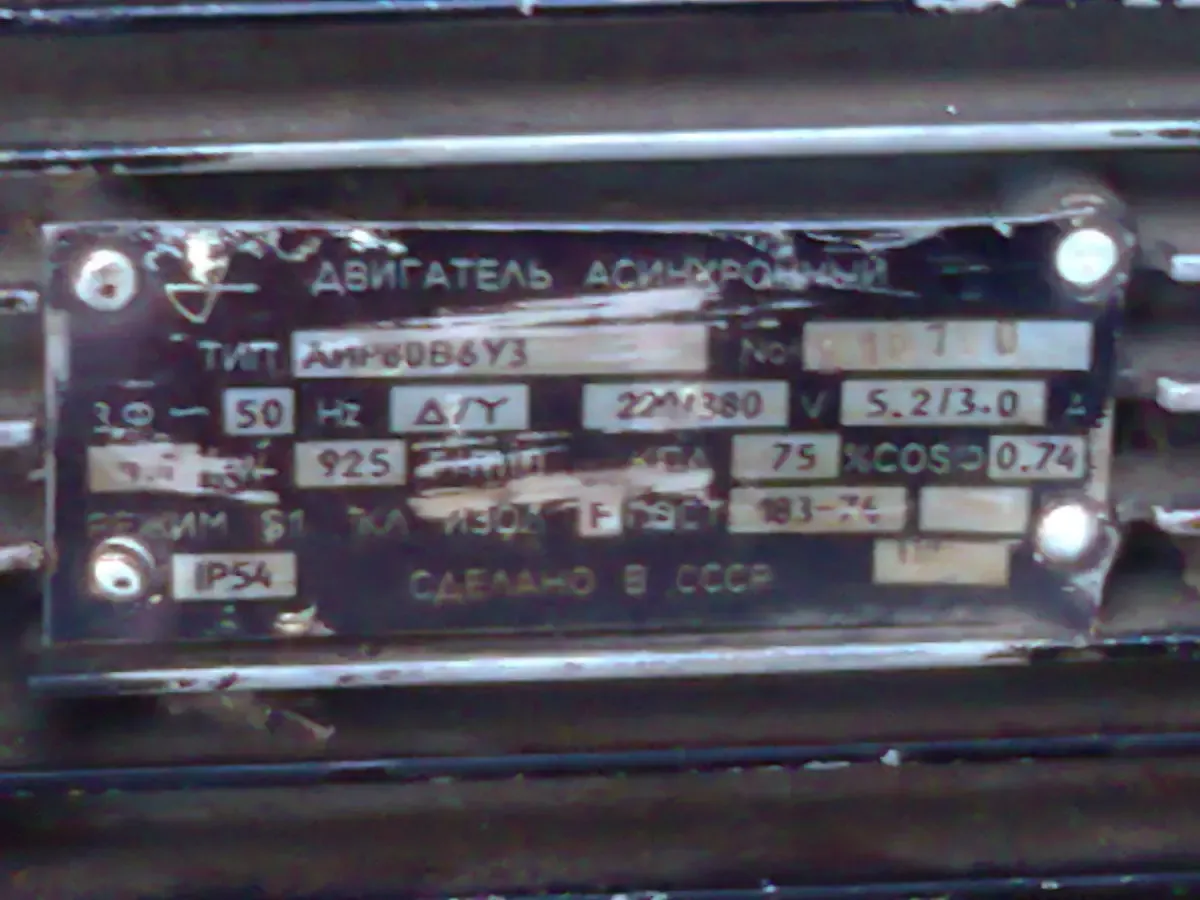 ДВИГАТЕЛЬ АСИНХРОННЫЙ
ТИП АИР80В6У3 No
3Ф ~ 50 Hz Δ/Y 220/380 V 5.2/3.0 A
925 КПД 75 %COSφ 0.74
РЕЖИМ S1 КЛ ИЗОЛ F ГОСТ 183-74
IP54 СДЕЛАНО В СССР